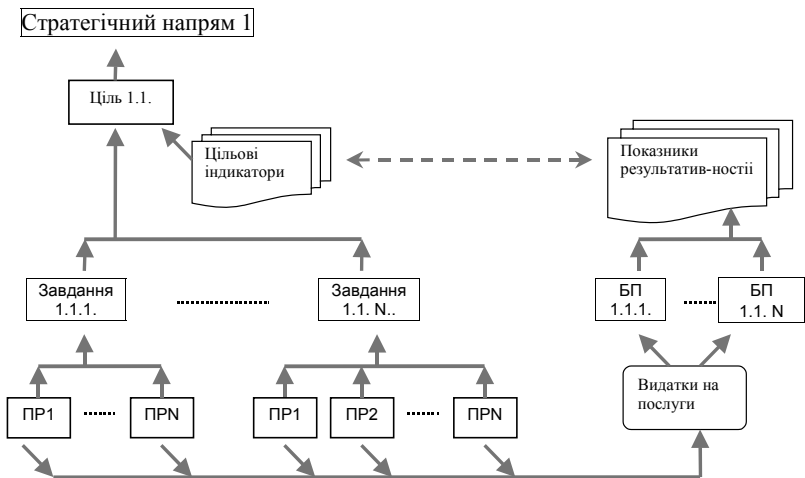 Стратегічний напрям 1
Ціль 1.1.
Цільові
індикатори
Показники
результатив-ностіі
Завдання
1.1.1.
Завдання
1.1. N..
БП
1.1.1.
БП
1.1. N
ПР1
ПРN
ПР1
ПР2
ПРN
Видатки на
послуги